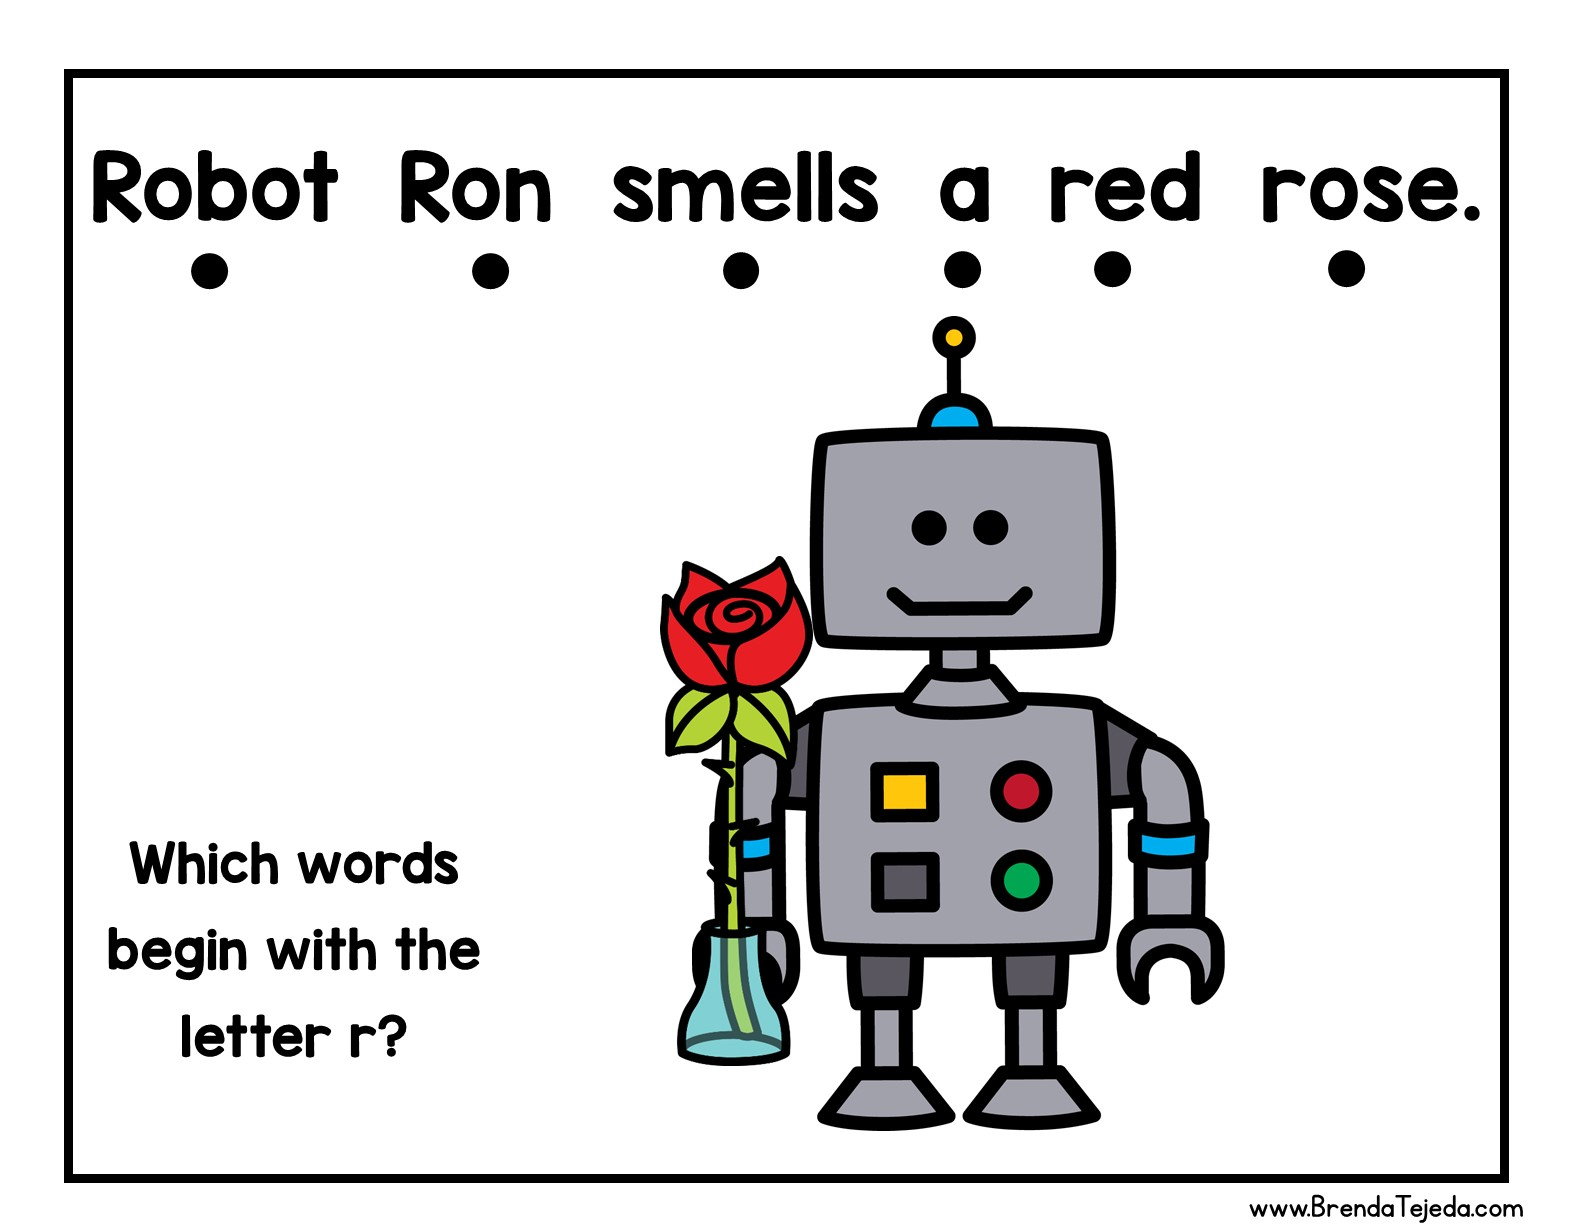 Robot Ron smells a red rose.
Which words
begin with the
letter r?
www.BrendaTejeda.com